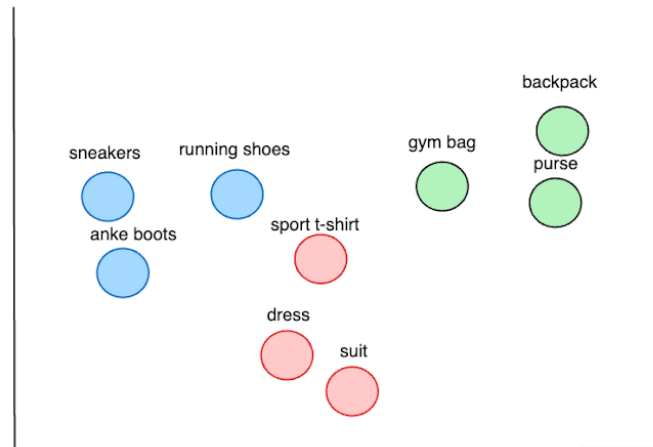 backpack
sneakers
running shoes
gym bag
purse
anke boots
sport t-shirt
dress
suit